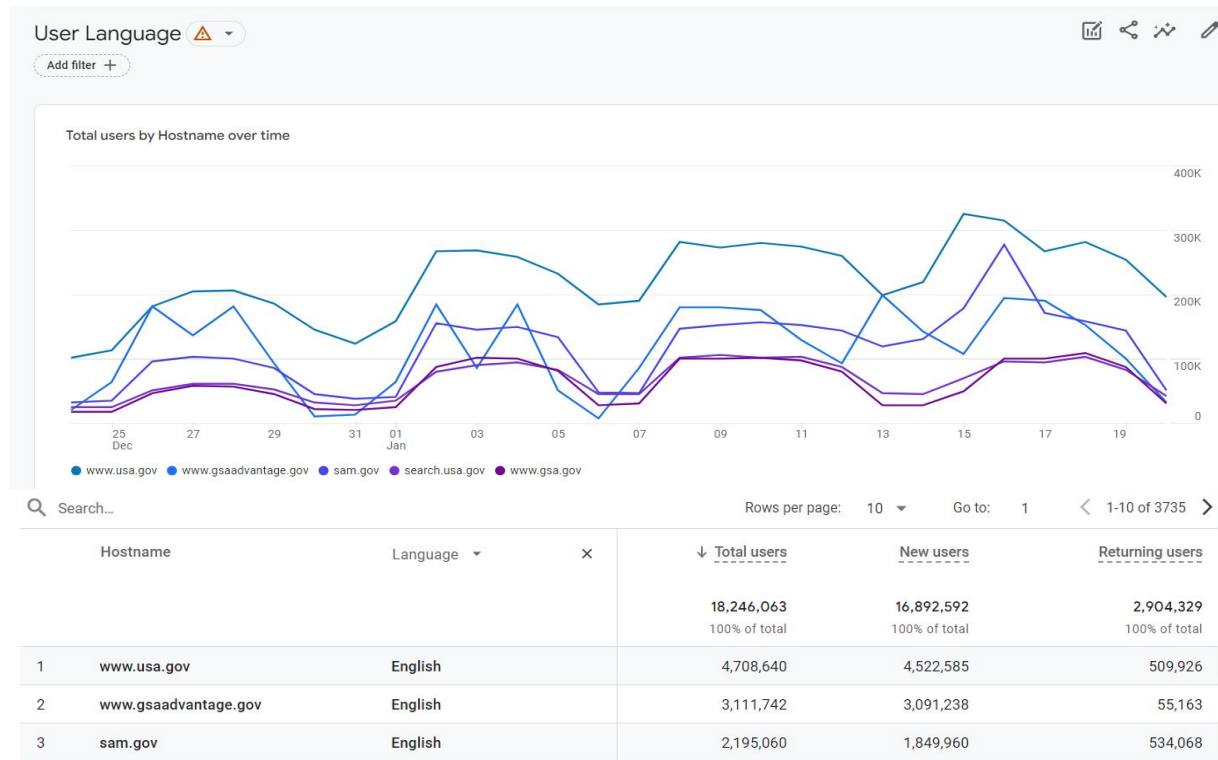 User Language
Add filter +
Total users by Hostname over time
400K
300K
200K
100K
0
25 27 29 31 01 03 05 07 09 11 13 15 17 19
Dec Jan
www.usa.gov www.gsaadvantage.gov sam.gov search.usa.gov www.gsa.gov
Search... Rows per page: 10 Go to: 1 1-10 of 3735
Hostname Language × ↓ Total users New users Returning users
18,246,063 16,892,592 2,904,329
100% of total 100% of total 100% of total
1 www.usa.gov English 4,708,640 4,522,585 509,926
2 www.gsaadvantage.gov English 3,111,742 3,091,238 55,163
3 sam.gov English 2,195,060 1,849,960 534,068